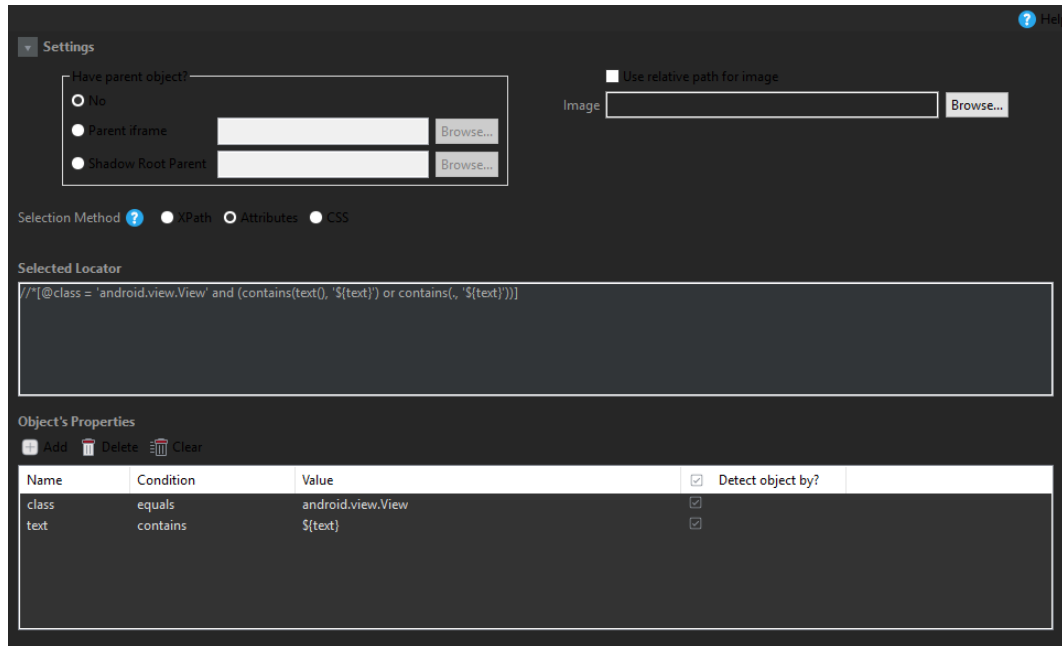 Help
Settings
Have parent object?
Use relative path for image
No
Image
Browse...
Parent iframe
Browse...
Shadow Root Parent
Browse...
Selection Method
XPath
Attributes
CSS
Selected Locator
//*[@class = 'android.view.View' and (contains(text(), '${text}') or contains(., '${text}'))]
Object's Properties
Add
Delete
Clear
Name Condition Value Detect object by?
class equals android.view.View
text contains ${text}